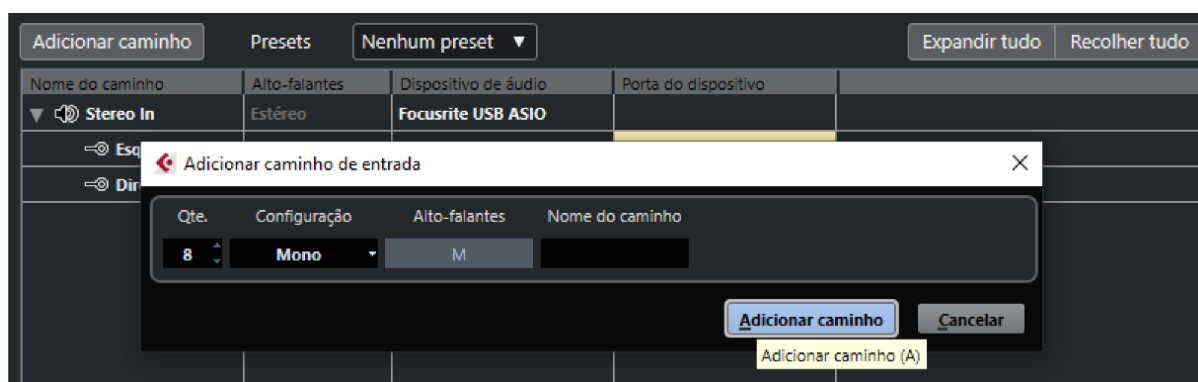 Adicionar caminho Presets Nenhum preset Expandir tudo Recolher tudo
Nome do caminho Alto-falantes Dispositivo de áudio Porta do dispositivo
Stereo In Estéreo Focusrite USB ASIO
Esq
Adicionar caminho de entrada
Dir
Qte. Configuração Alto-falantes Nome do caminho
8 Mono M
Adicionar caminho Cancelar
Adicionar caminho (A)